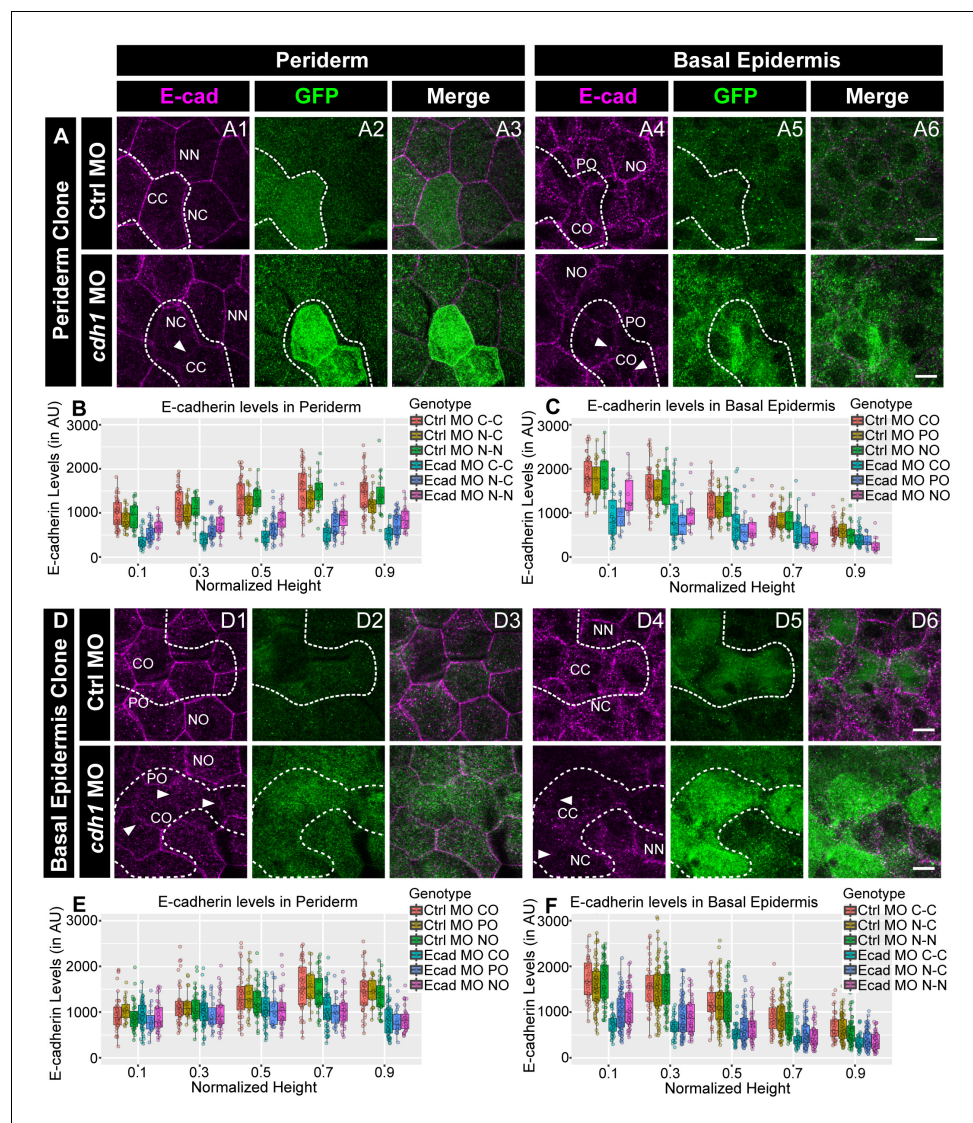 Periderm
Basal Epidermis
E-cad
GFP
Merge
E-cad
GFP
Merge
Periderm Clone
A
Ctrl MO
A1
NN
CC
NC
A2
A3
A4
PO
NO
CO
A5
A6
cdh1 MO
NC
NN
CC
NO
PO
CO
B
E-cadherin levels in Periderm
E-cadherin Levels (in AU)
3000
2000
1000
0
0.1 0.3 0.5 0.7 0.9
Normalized Height
Genotype
Ctrl MO C-C
Ctrl MO N-C
Ctrl MO N-N
Ecad MO C-C
Ecad MO N-C
Ecad MO N-N
C
E-cadherin levels in Basal Epidermis
E-cadherin Levels (in AU)
3000
2000
1000
0
0.1 0.3 0.5 0.7 0.9
Normalized Height
Genotype
Ctrl MO CO
Ctrl MO PO
Ctrl MO NO
Ecad MO CO
Ecad MO PO
Ecad MO NO
Basal Epidermis Clone
D
Ctrl MO
D1
CO
PO
NO
D2
D3
D4
NN
CC
NC
D5
D6
cdh1 MO
NO
PO
CO
CC
NC
NN
E
E-cadherin levels in Periderm
E-cadherin Levels (in AU)
3000
2000
1000
0
0.1 0.3 0.5 0.7 0.9
Normalized Height
Genotype
Ctrl MO CO
Ctrl MO PO
Ctrl MO NO
Ecad MO CO
Ecad MO PO
Ecad MO NO
F
E-cadherin levels in Basal Epidermis
E-cadherin Levels (in AU)
3000
2000
1000
0
0.1 0.3 0.5 0.7 0.9
Normalized Height
Genotype
Ctrl MO C-C
Ctrl MO N-C
Ctrl MO N-N
Ecad MO C-C
Ecad MO N-C
Ecad MO N-N